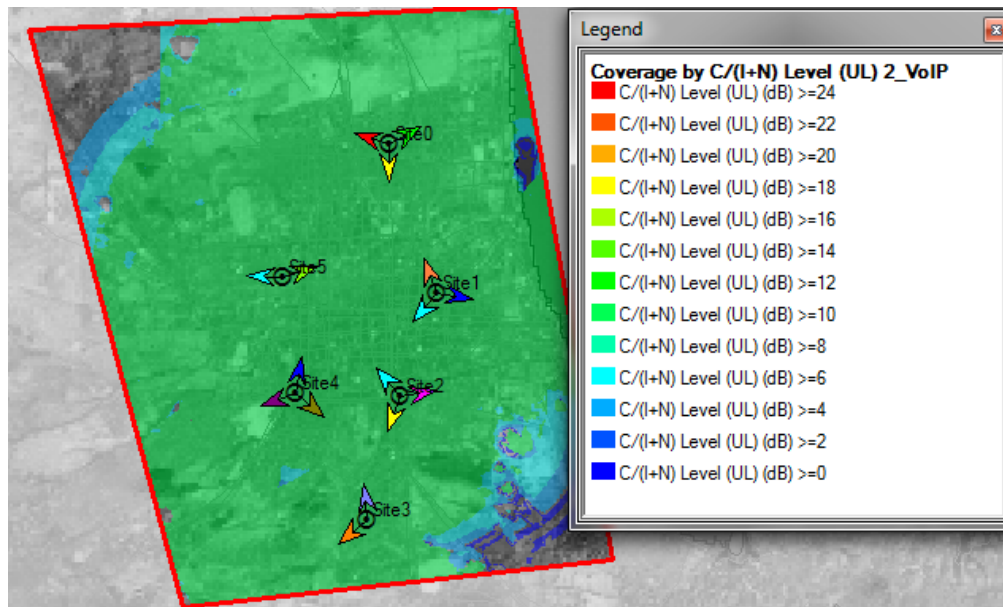 Legend
x
Coverage by C/(I+N) Level (UL) 2_VoIP
C/(I+N) Level (UL) (dB) >=24
C/(I+N) Level (UL) (dB) >=22
C/(I+N) Level (UL) (dB) >=20
C/(I+N) Level (UL) (dB) >=18
C/(I+N) Level (UL) (dB) >=16
C/(I+N) Level (UL) (dB) >=14
C/(I+N) Level (UL) (dB) >=12
C/(I+N) Level (UL) (dB) >=10
C/(I+N) Level (UL) (dB) >=8
C/(I+N) Level (UL) (dB) >=6
C/(I+N) Level (UL) (dB) >=4
C/(I+N) Level (UL) (dB) >=2
C/(I+N) Level (UL) (dB) >=0
Site0
Site5
Site1
Site4
Site2
Site3